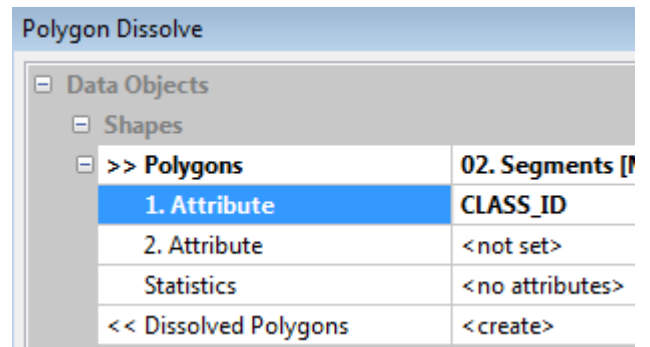 Polygon Dissolve
Data Objects
Shapes
>> Polygons 02. Segments [
1. Attribute CLASS_ID
2. Attribute <not set>
Statistics <no attributes>
<< Dissolved Polygons <create>